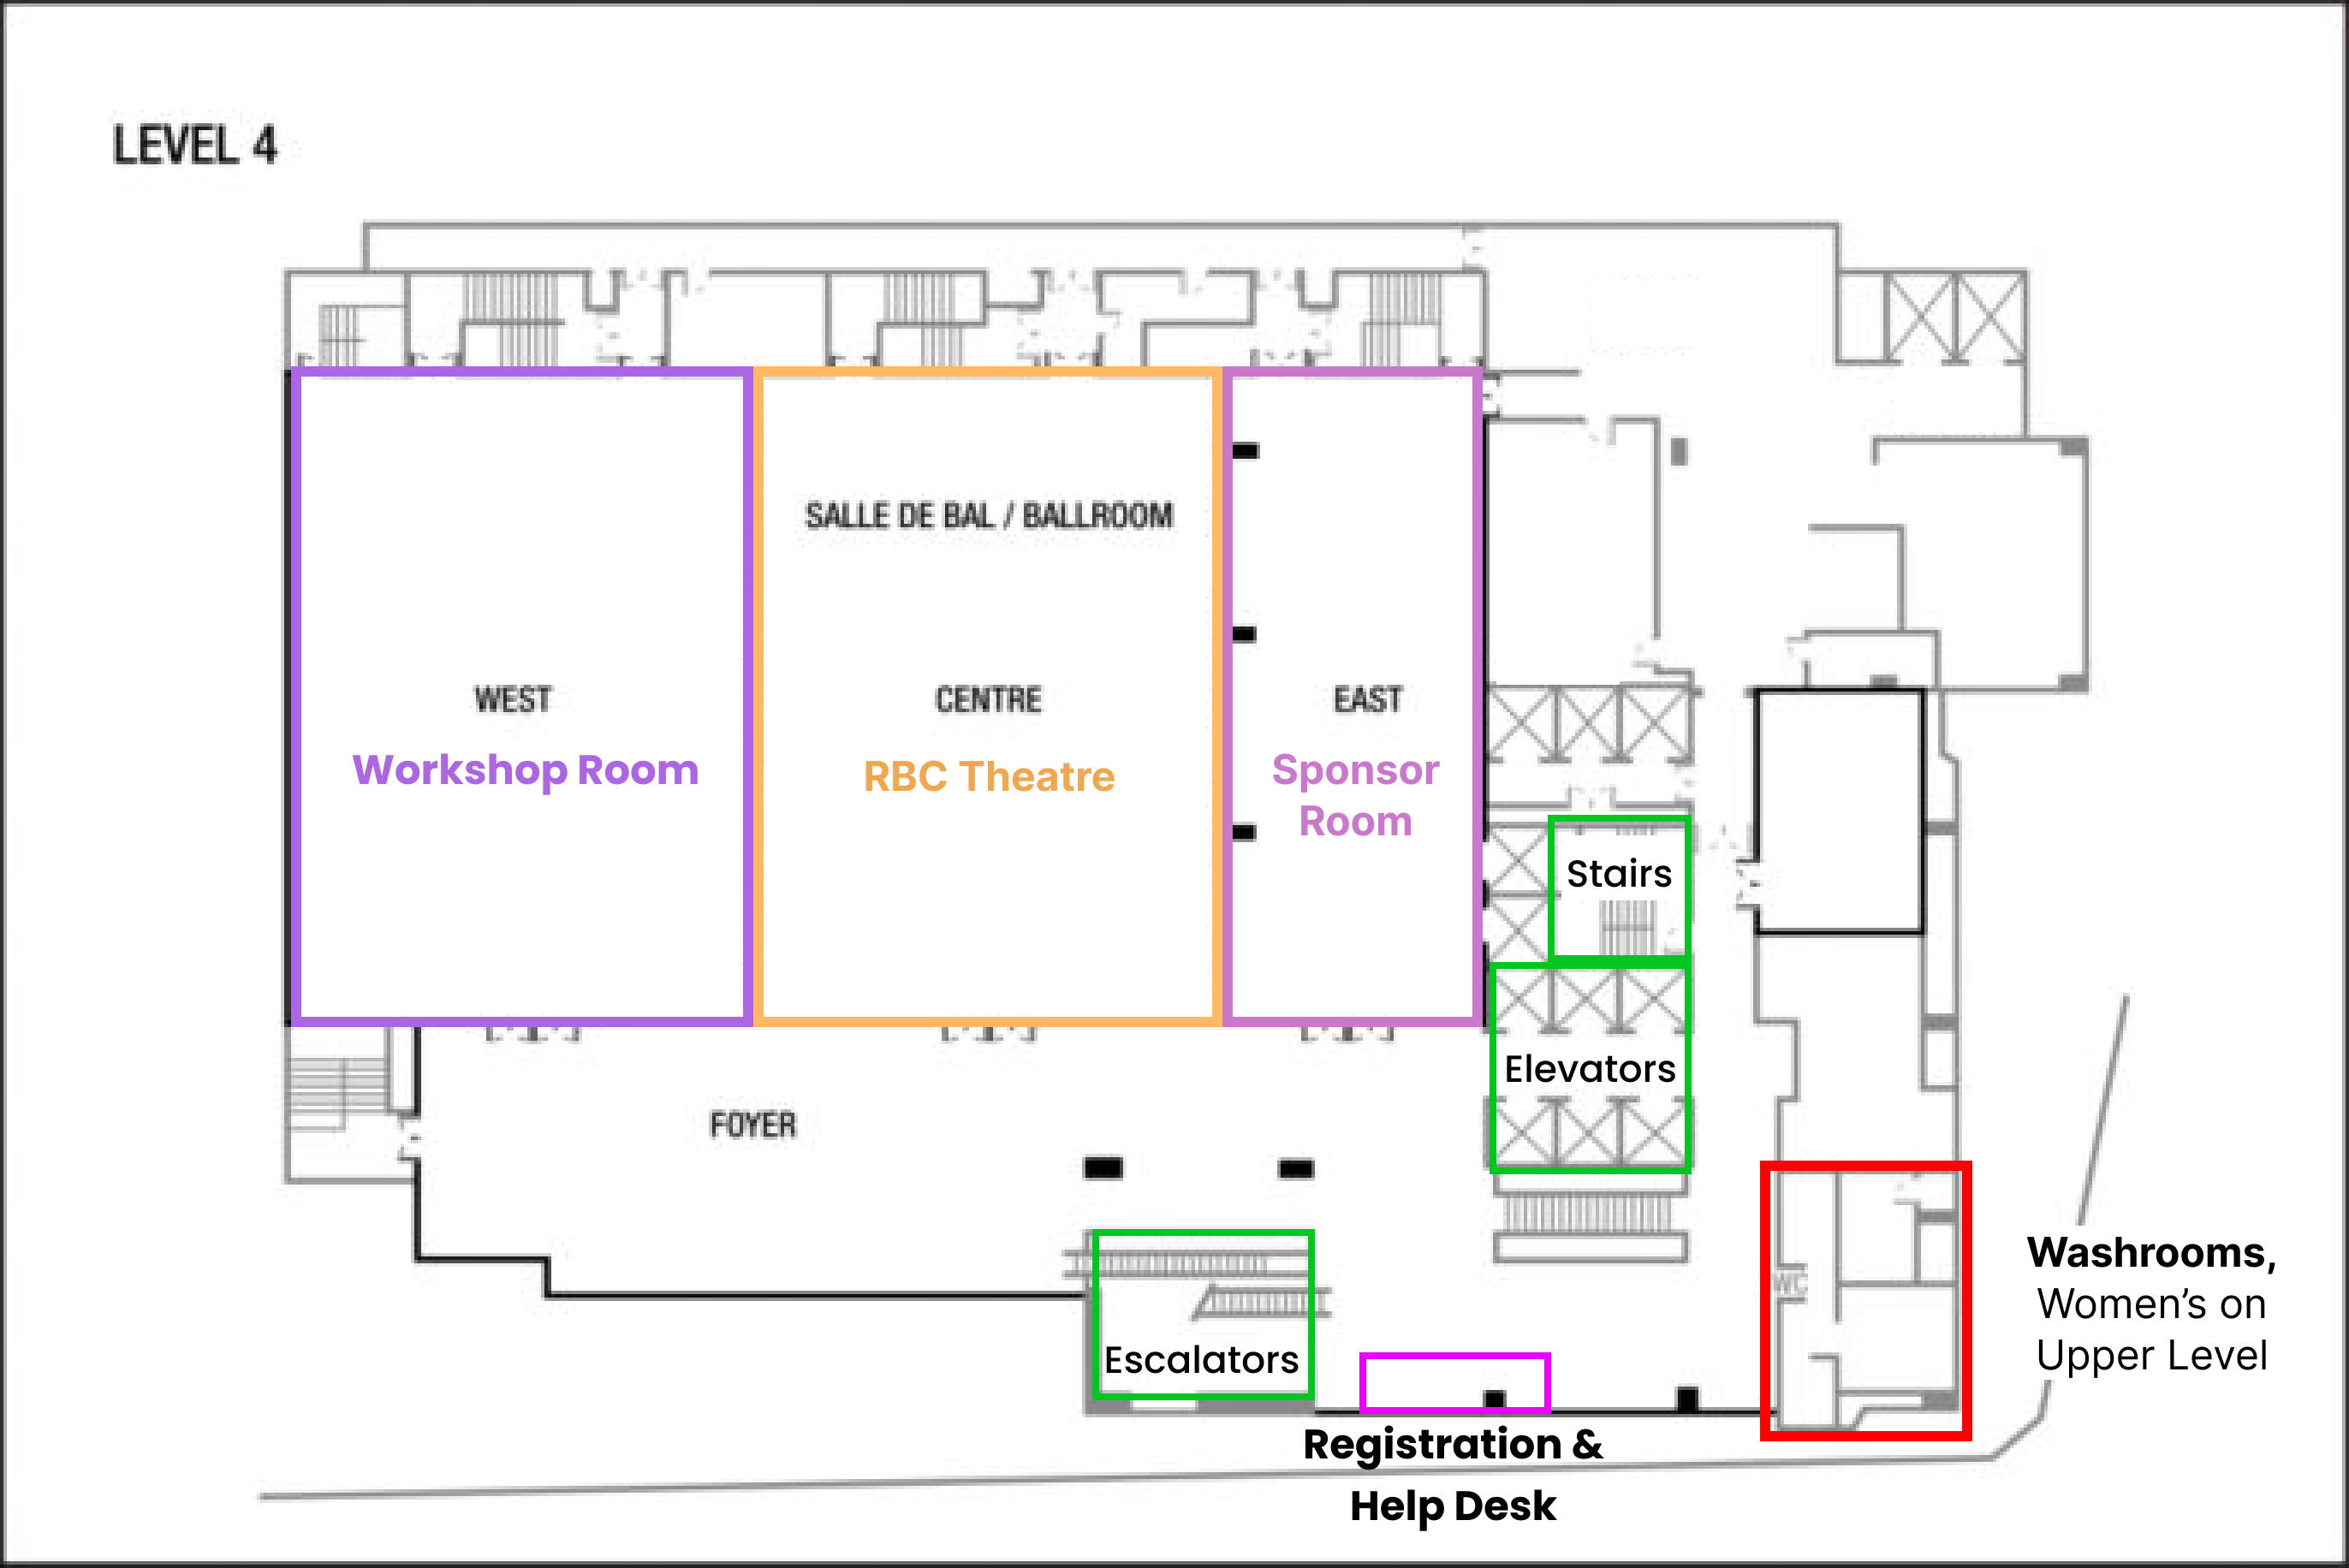 LEVEL 4
SALLE DE BAL / BALLROOM
WEST
CENTRE
EAST
Workshop Room
RBC Theatre
Sponsor
Room
Stairs
Elevators
FOYER
Escalators
WC
Washrooms,
Women's on
Upper Level
Registration &
Help Desk